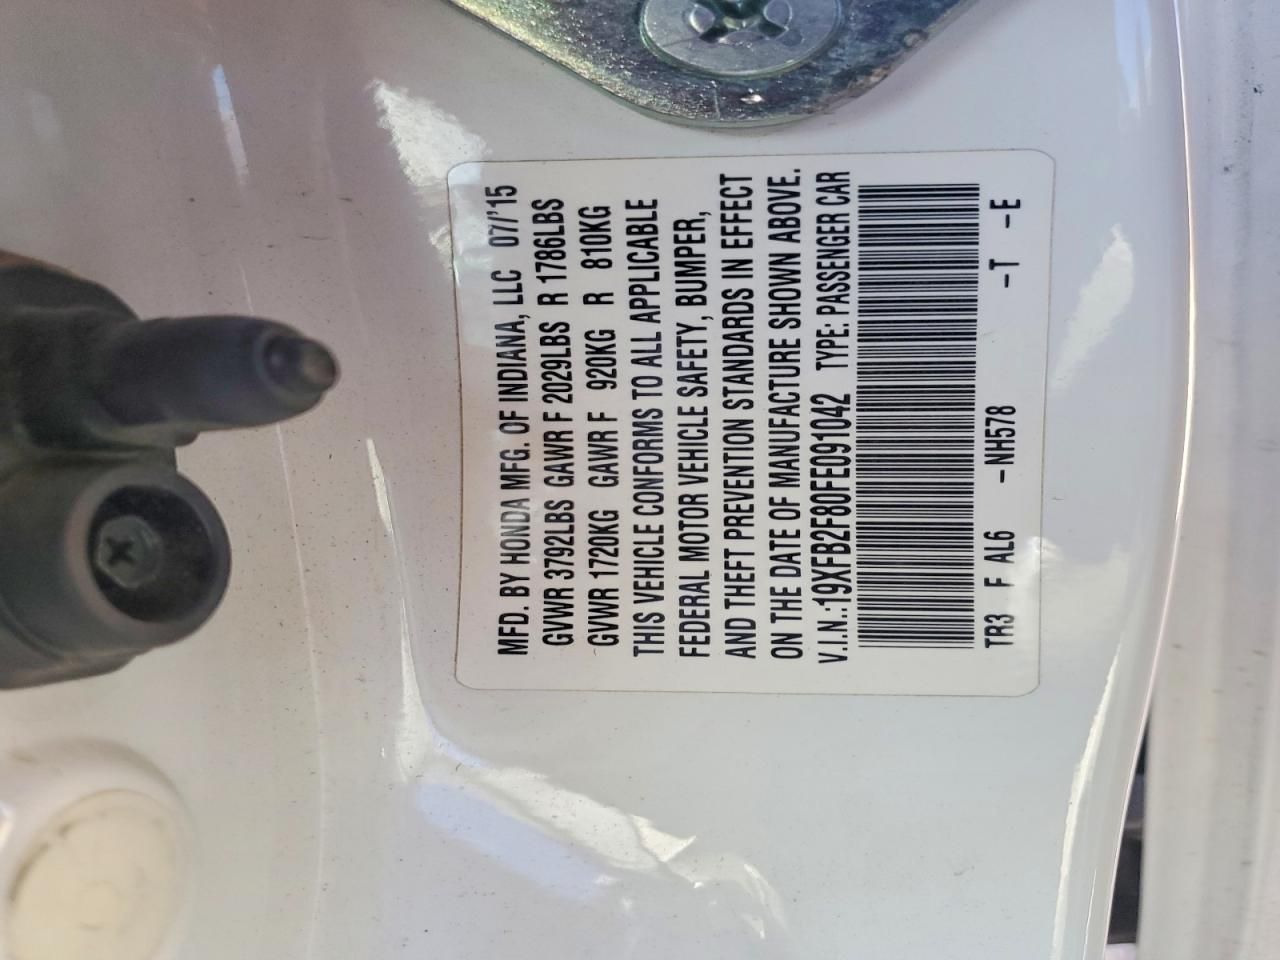 MFD. BY HONDA MFG. OF INDIANA, LLC 07/'15
GVWR 3792LBS GAWR F 2029LBS R 1786LBS
GVWR 1720KG GAWR F 920KG R 810KG
THIS VEHICLE CONFORMS TO ALL APPLICABLE
FEDERAL MOTOR VEHICLE SAFETY, BUMPER,
AND THEFT PREVENTION STANDARDS IN EFFECT
ON THE DATE OF MANUFACTURE SHOWN ABOVE.
V.I.N.:19XFB2F80FE091042 TYPE: PASSENGER CAR
TR3 F AL6 -NH578 -T -E